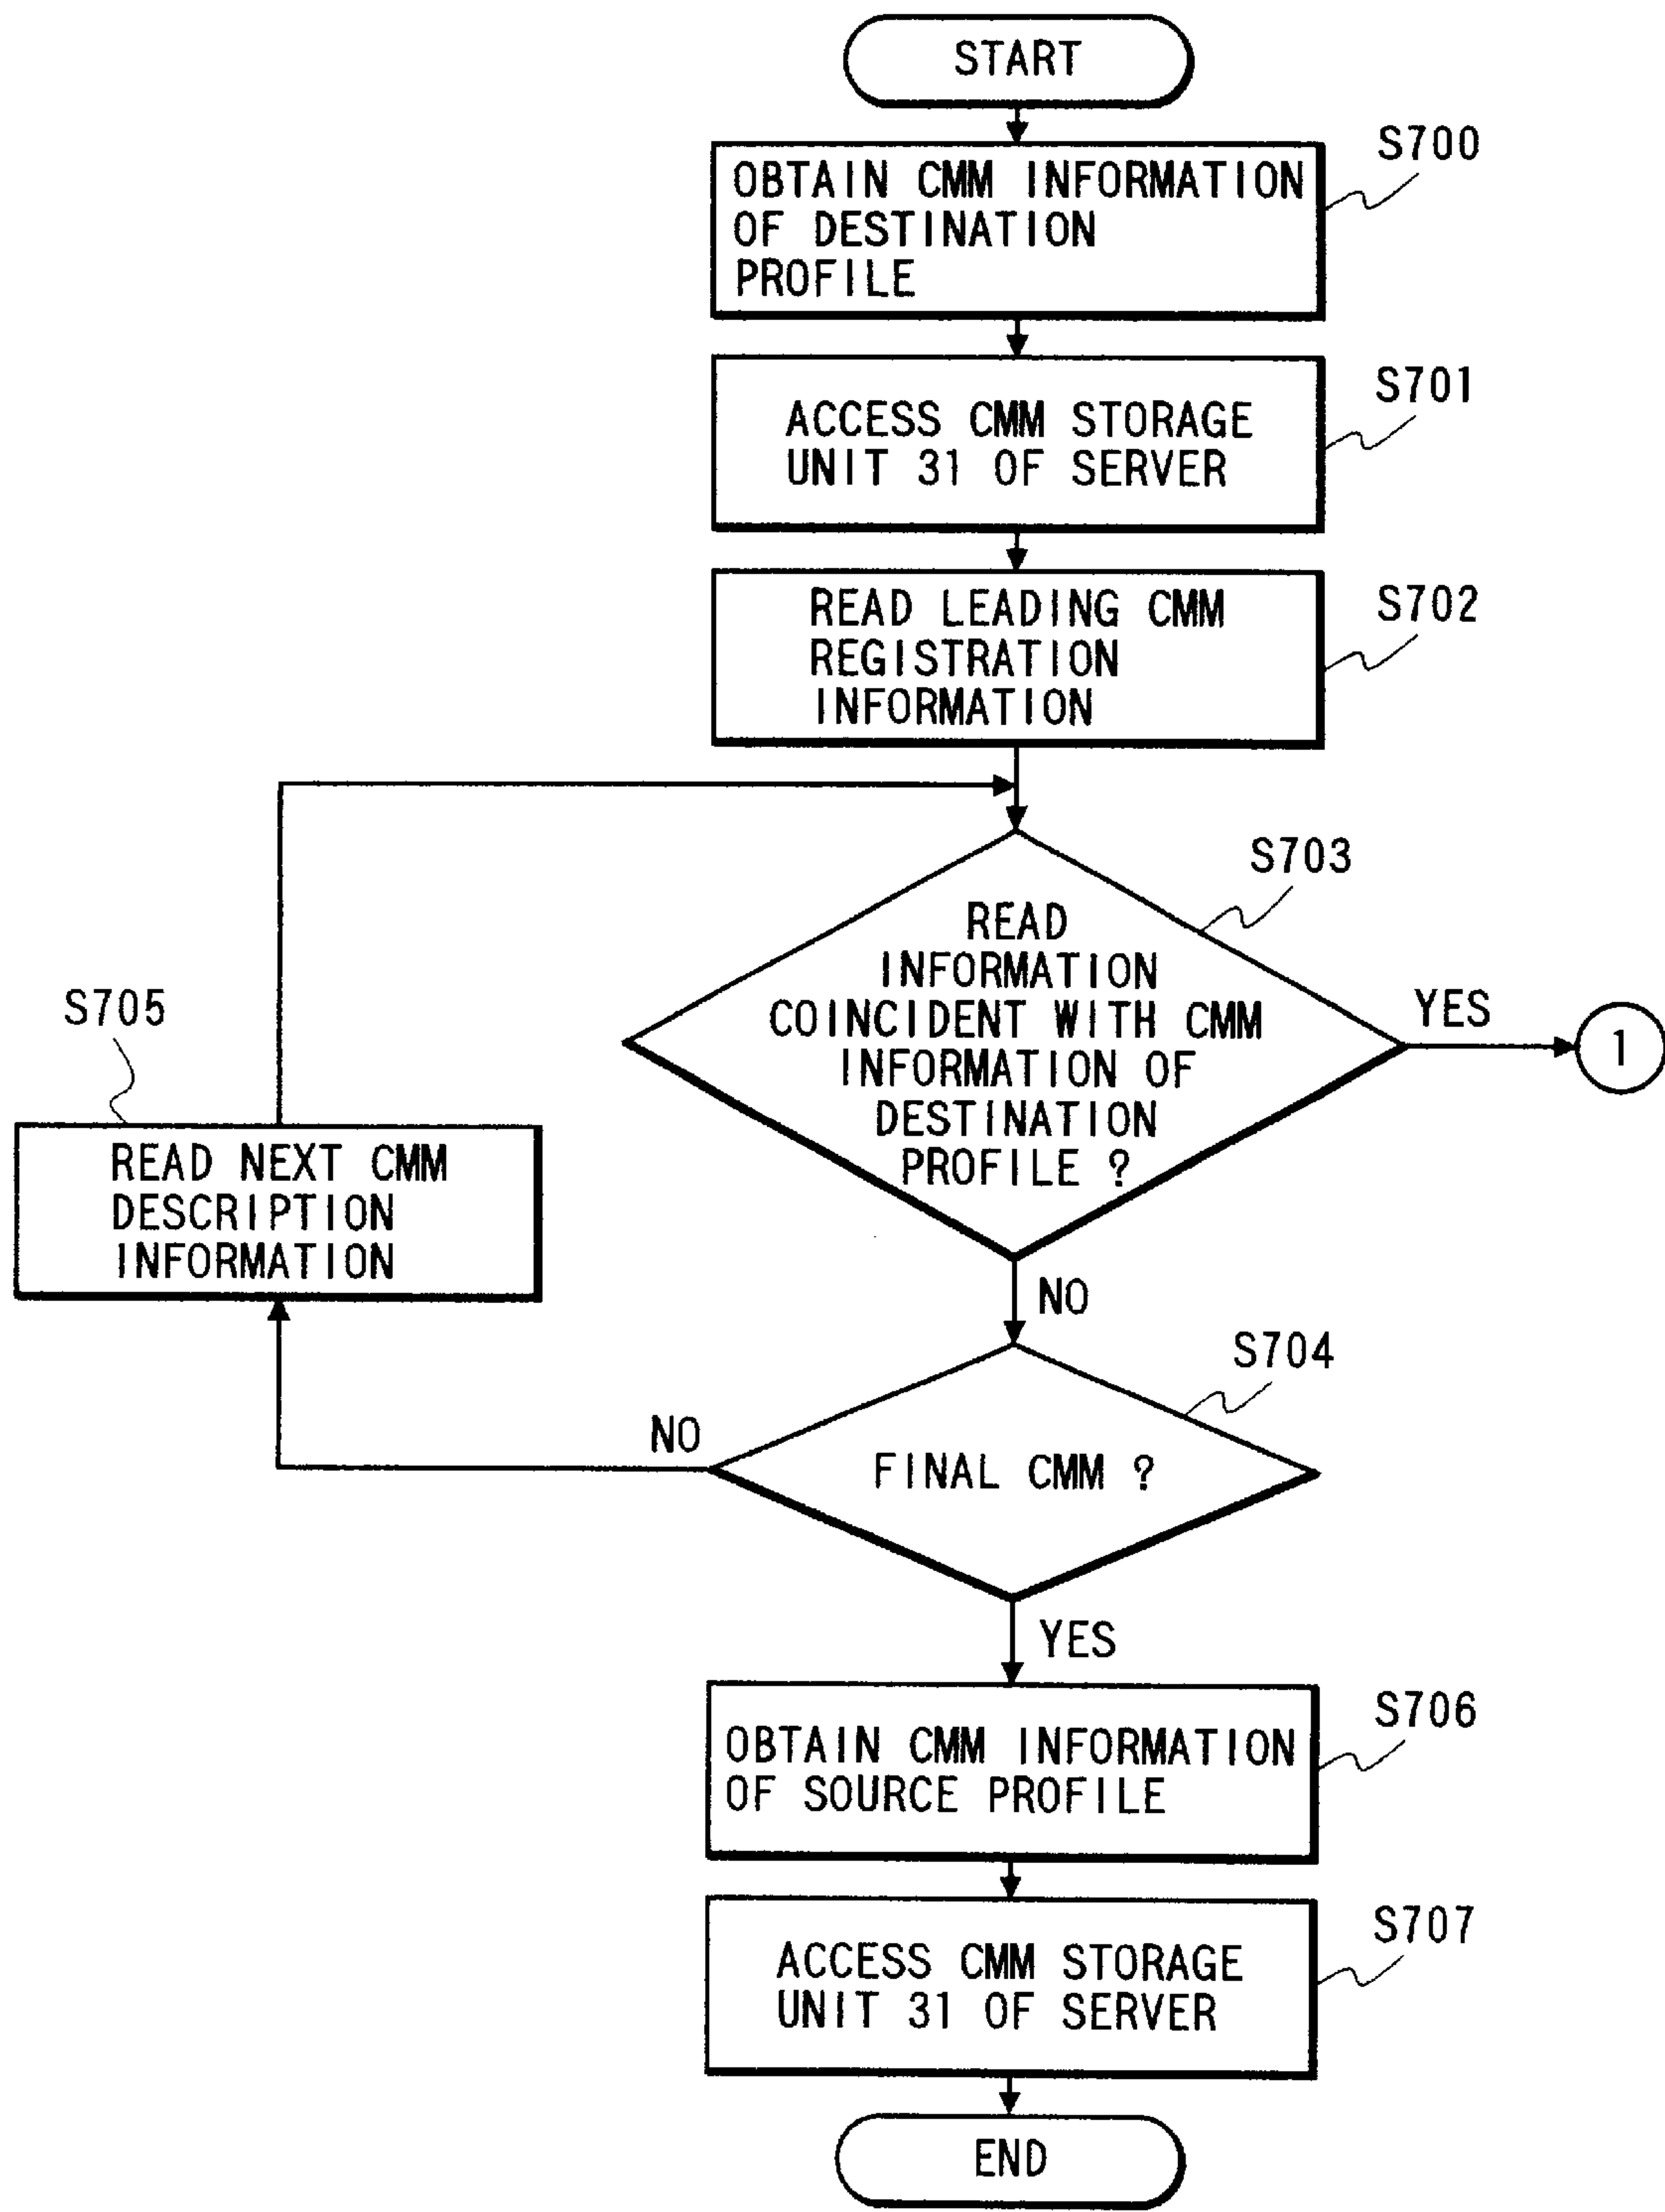 START
S700
OBTAIN CMM INFORMATION
OF DESTINATION
PROFILE
S701
ACCESS CMM STORAGE
UNIT 31 OF SERVER
S702
READ LEADING CMM
REGISTRATION
INFORMATION
S703
READ
INFORMATION
COINCIDENT WITH CMM
INFORMATION OF
DESTINATION
PROFILE ?
YES
1
S705
READ NEXT CMM
DESCRIPTION
INFORMATION
NO
S704
NO
FINAL CMM ?
YES
S706
OBTAIN CMM INFORMATION
OF SOURCE PROFILE
S707
ACCESS CMM STORAGE
UNIT 31 OF SERVER
END